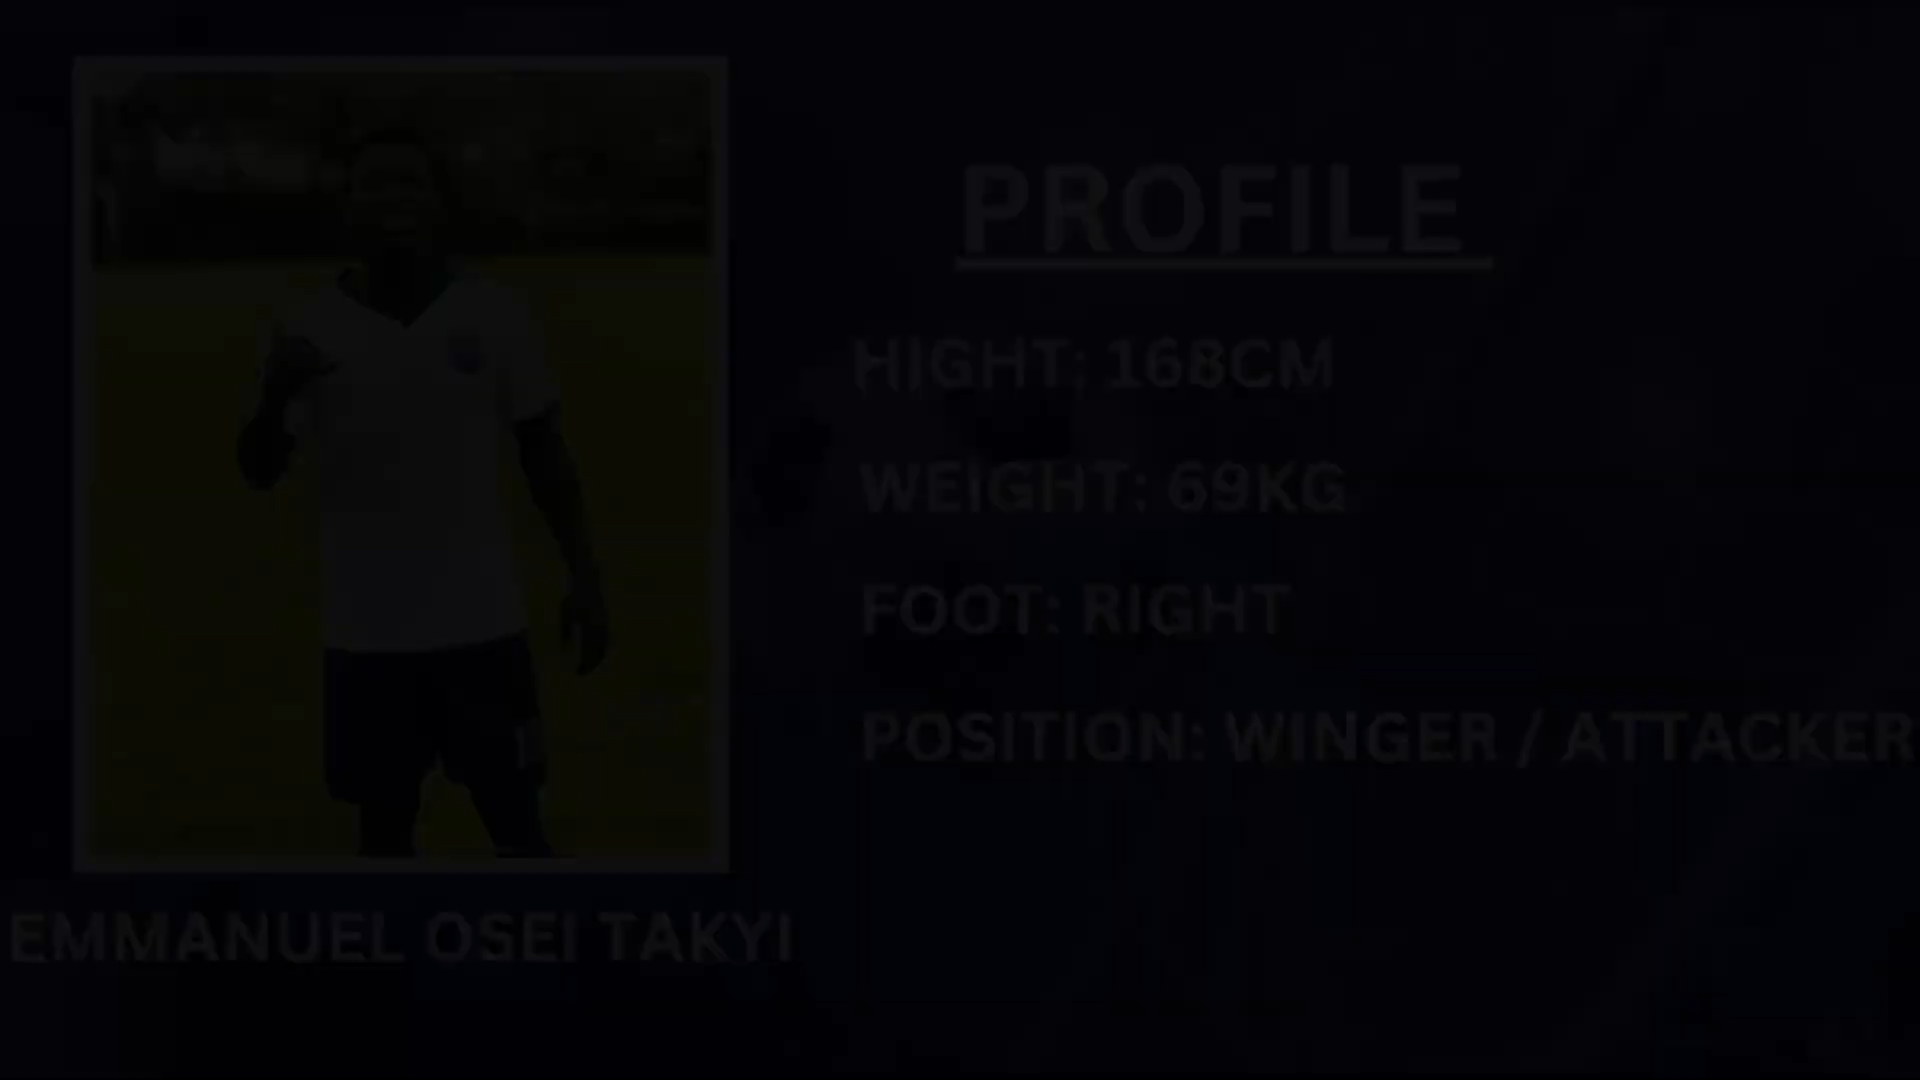 PROFILE
HIGHT: 168CM
WEIGHT: 69KG
FOOT: RIGHT
POSITION: WINGER / ATTACKER
EMMANUEL OSEI TAKYI